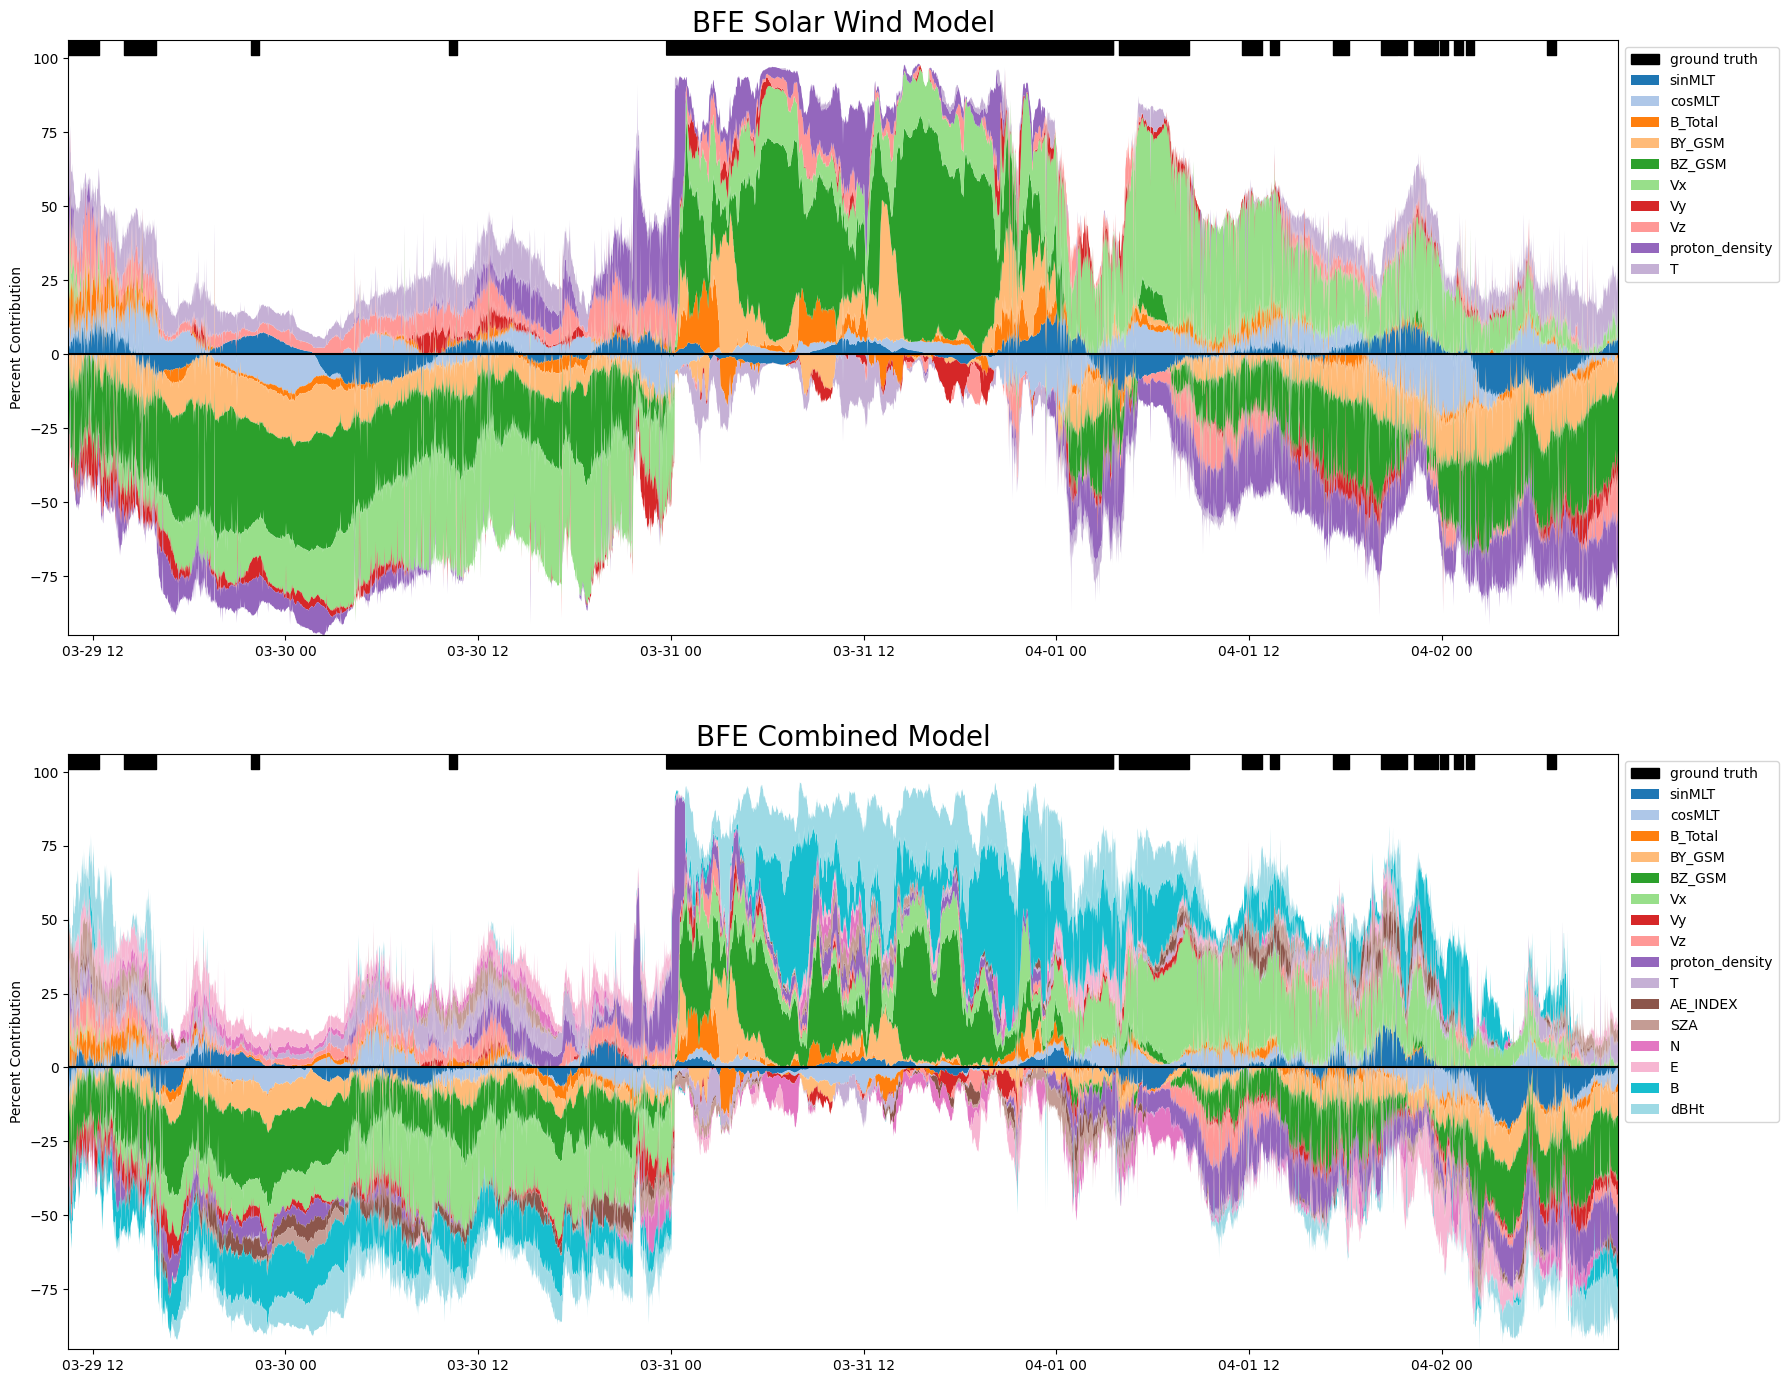 BFE Solar Wind Model
100
75
50
25
0
−25
−50
−75
Percent Contribution
03-29 12
03-30 00
03-30 12
03-31 00
03-31 12
04-01 00
04-01 12
04-02 00
ground truth
sinMLT
cosMLT
B_Total
BY_GSM
BZ_GSM
Vx
Vy
Vz
proton_density
T
BFE Combined Model
100
75
50
25
0
−25
−50
−75
Percent Contribution
03-29 12
03-30 00
03-30 12
03-31 00
03-31 12
04-01 00
04-01 12
04-02 00
ground truth
sinMLT
cosMLT
B_Total
BY_GSM
BZ_GSM
Vx
Vy
Vz
proton_density
T
AE_INDEX
SZA
N
E
B
dBHt